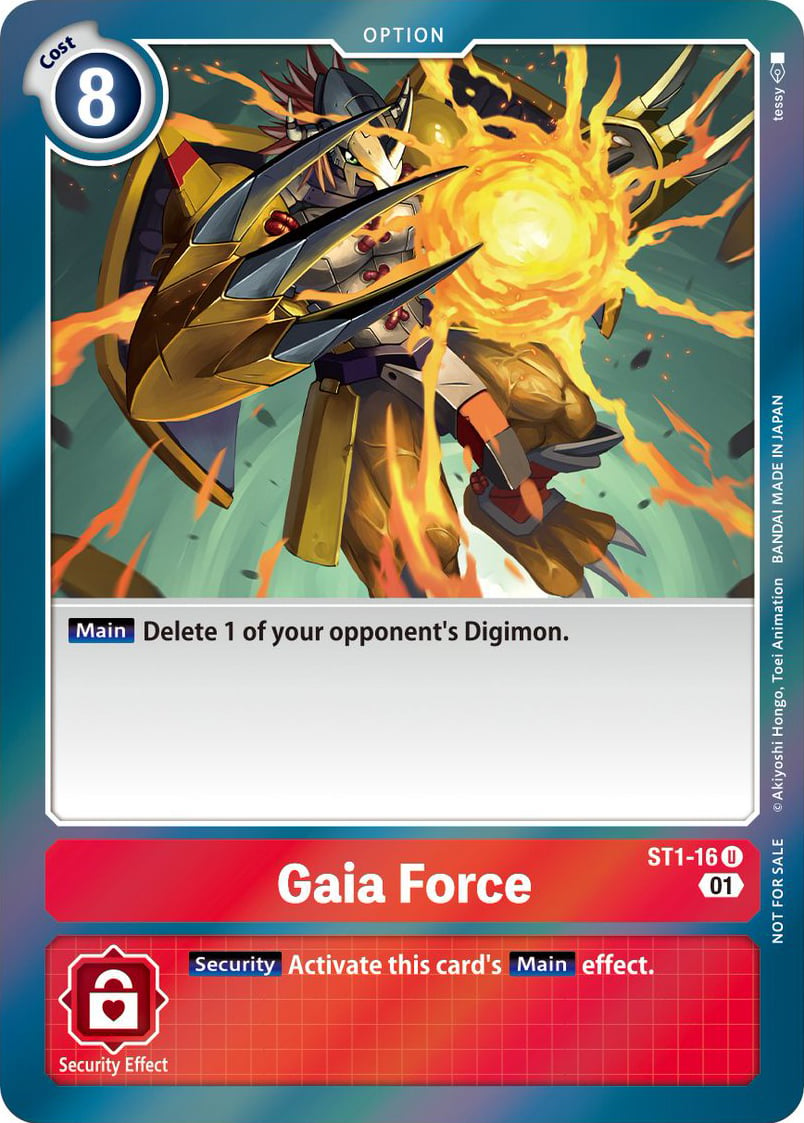 OPTION
Cost
8
tessy
Main Delete 1 of your opponent's Digimon.
© Akiyoshi Hongo, Toei Animation BANDAI MADE IN JAPAN
NOT FOR SALE
ST1-16 U
01
Gaia Force
Security Activate this card's Main effect.
Security Effect